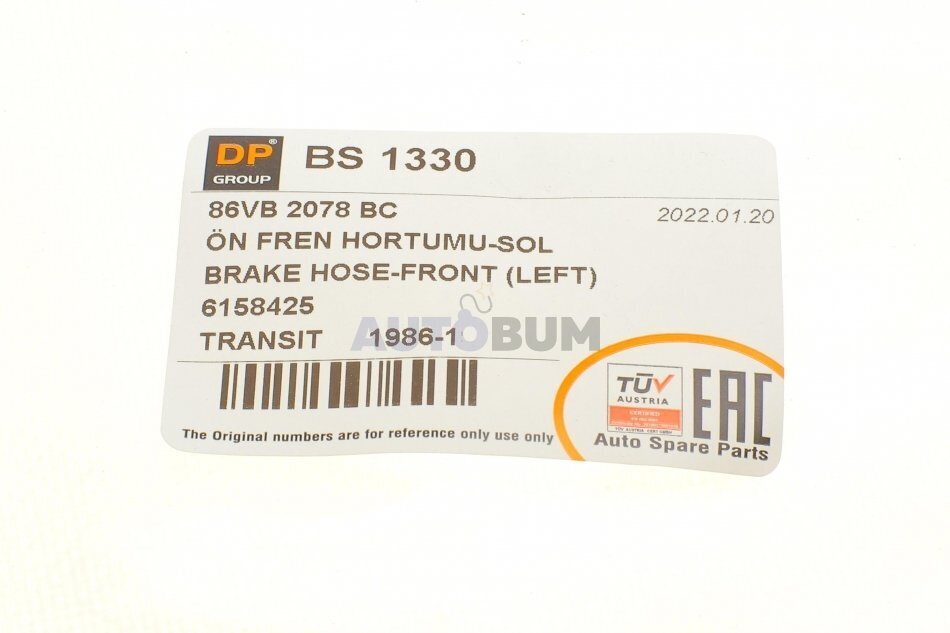 DP® GROUP
BS 1330
86VB 2078 BC
2022.01.20
ÖN FREN HORTUMU-SOL
BRAKE HOSE-FRONT (LEFT)
6158425
TRANSIT 1986-1
AUTOBUM
TÜV
AUSTRIA
CERTIFIED
EAC
Auto Spare Parts
The Original numbers are for reference only use only